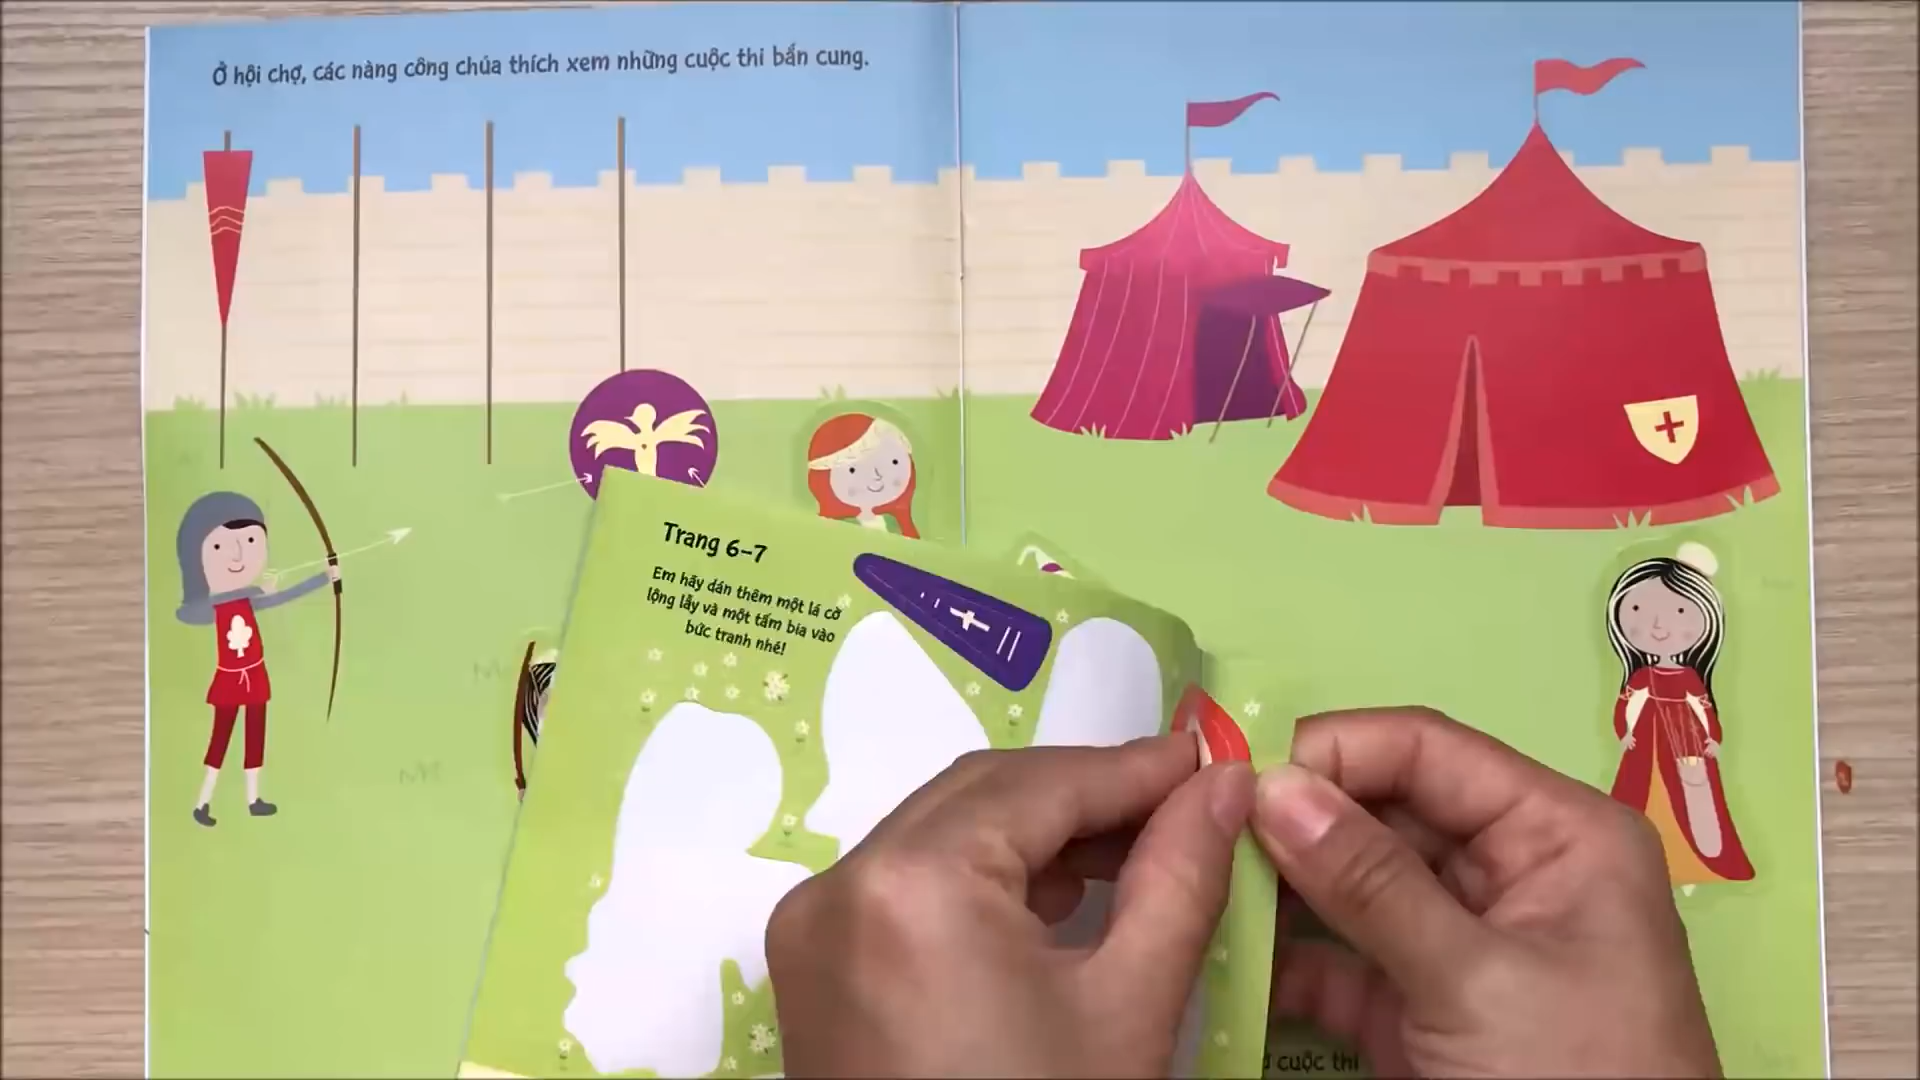 Ở hội chợ, các nàng công chúa thích xem những cuộc thi bắn cung.
Trang 6-7
Em hãy dán thêm một lá cờ
lộng lẫy và một tấm bia vào
bức tranh nhé!
cuộc thi